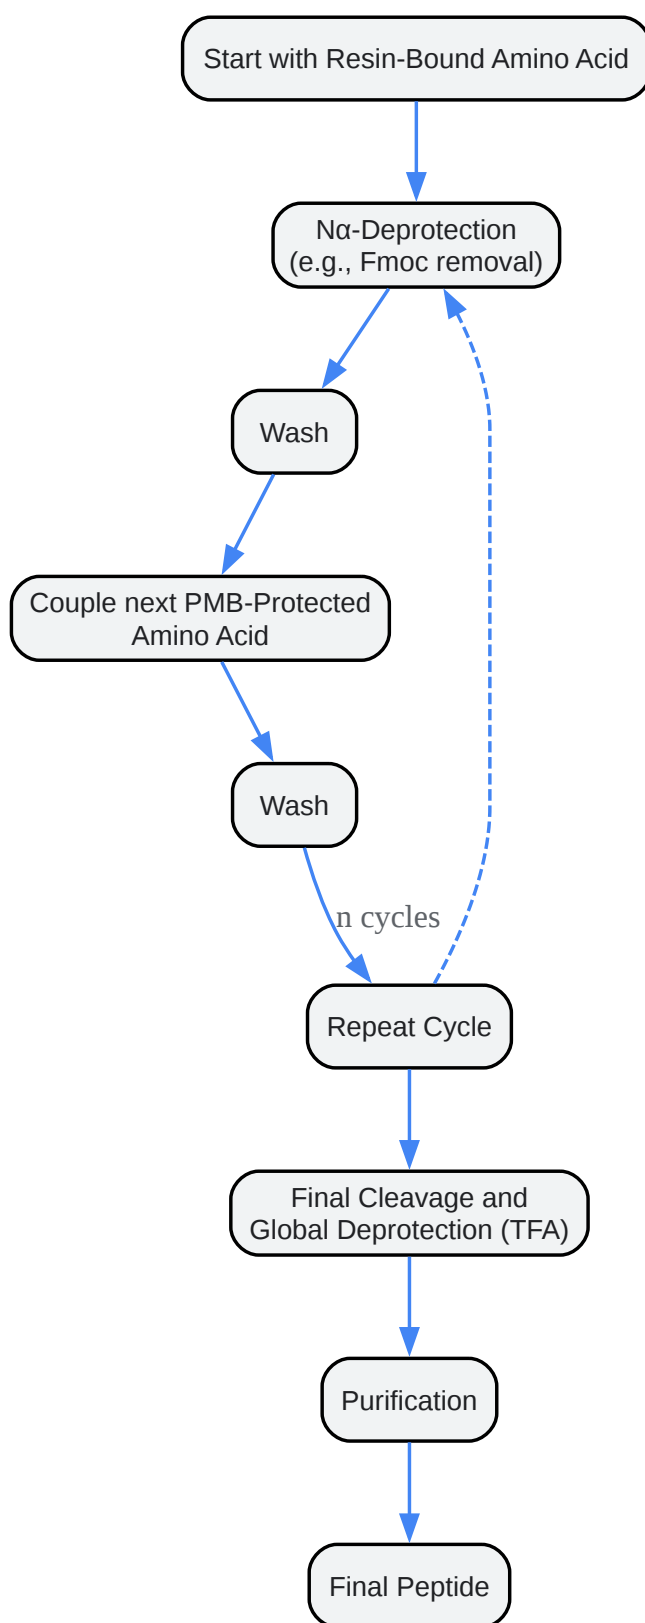 Start with Resin-Bound Amino Acid
Nα-Deprotection
(e.g., Fmoc removal)
Wash
Couple next PMB-Protected
Amino Acid
Wash
n cycles
Repeat Cycle
Final Cleavage and
Global Deprotection (TFA)
Purification
Final Peptide